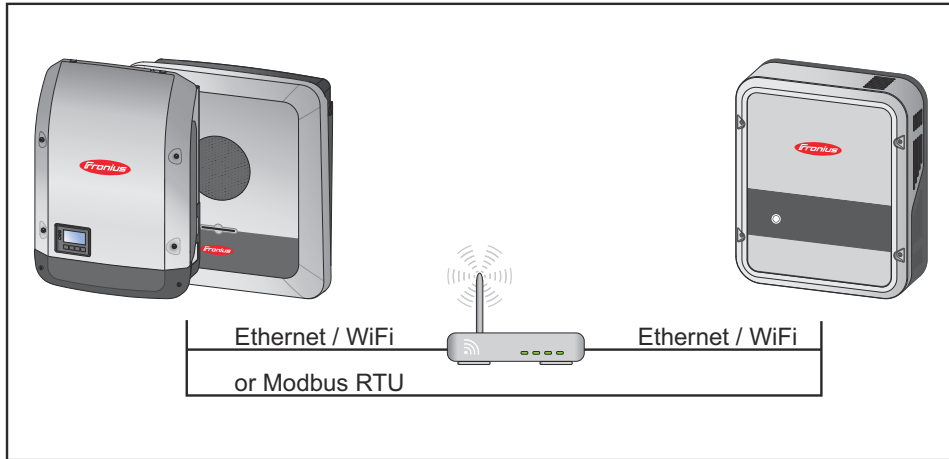 Fronius
Fronius
Fronius
Ethernet / WiFi
Ethernet / WiFi
or Modbus RTU